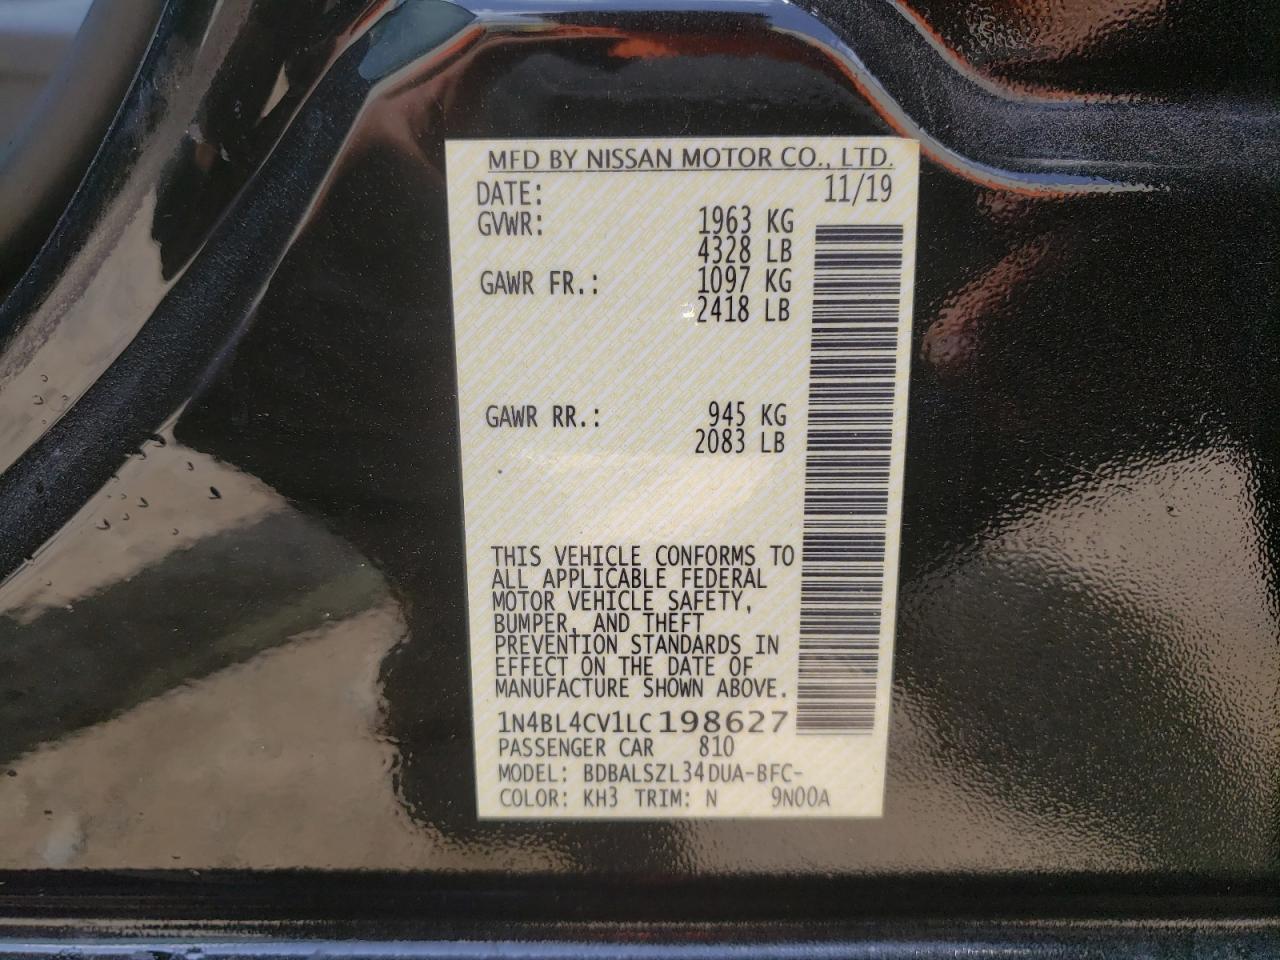 MFD BY NISSAN MOTOR CO., LTD.
DATE: 11/19
GVWR: 1963 KG
4328 LB
GAWR FR.: 1097 KG
2418 LB
GAWR RR.: 945 KG
2083 LB
THIS VEHICLE CONFORMS TO
ALL APPLICABLE FEDERAL
MOTOR VEHICLE SAFETY,
BUMPER, AND THEFT
PREVENTION STANDARDS IN
EFFECT ON THE DATE OF
MANUFACTURE SHOWN ABOVE.
1N4BL4CV1LC198627
PASSENGER CAR 810
MODEL: BDBALSZL34DUA-BFC-
COLOR: KH3 TRIM: N 9N00A